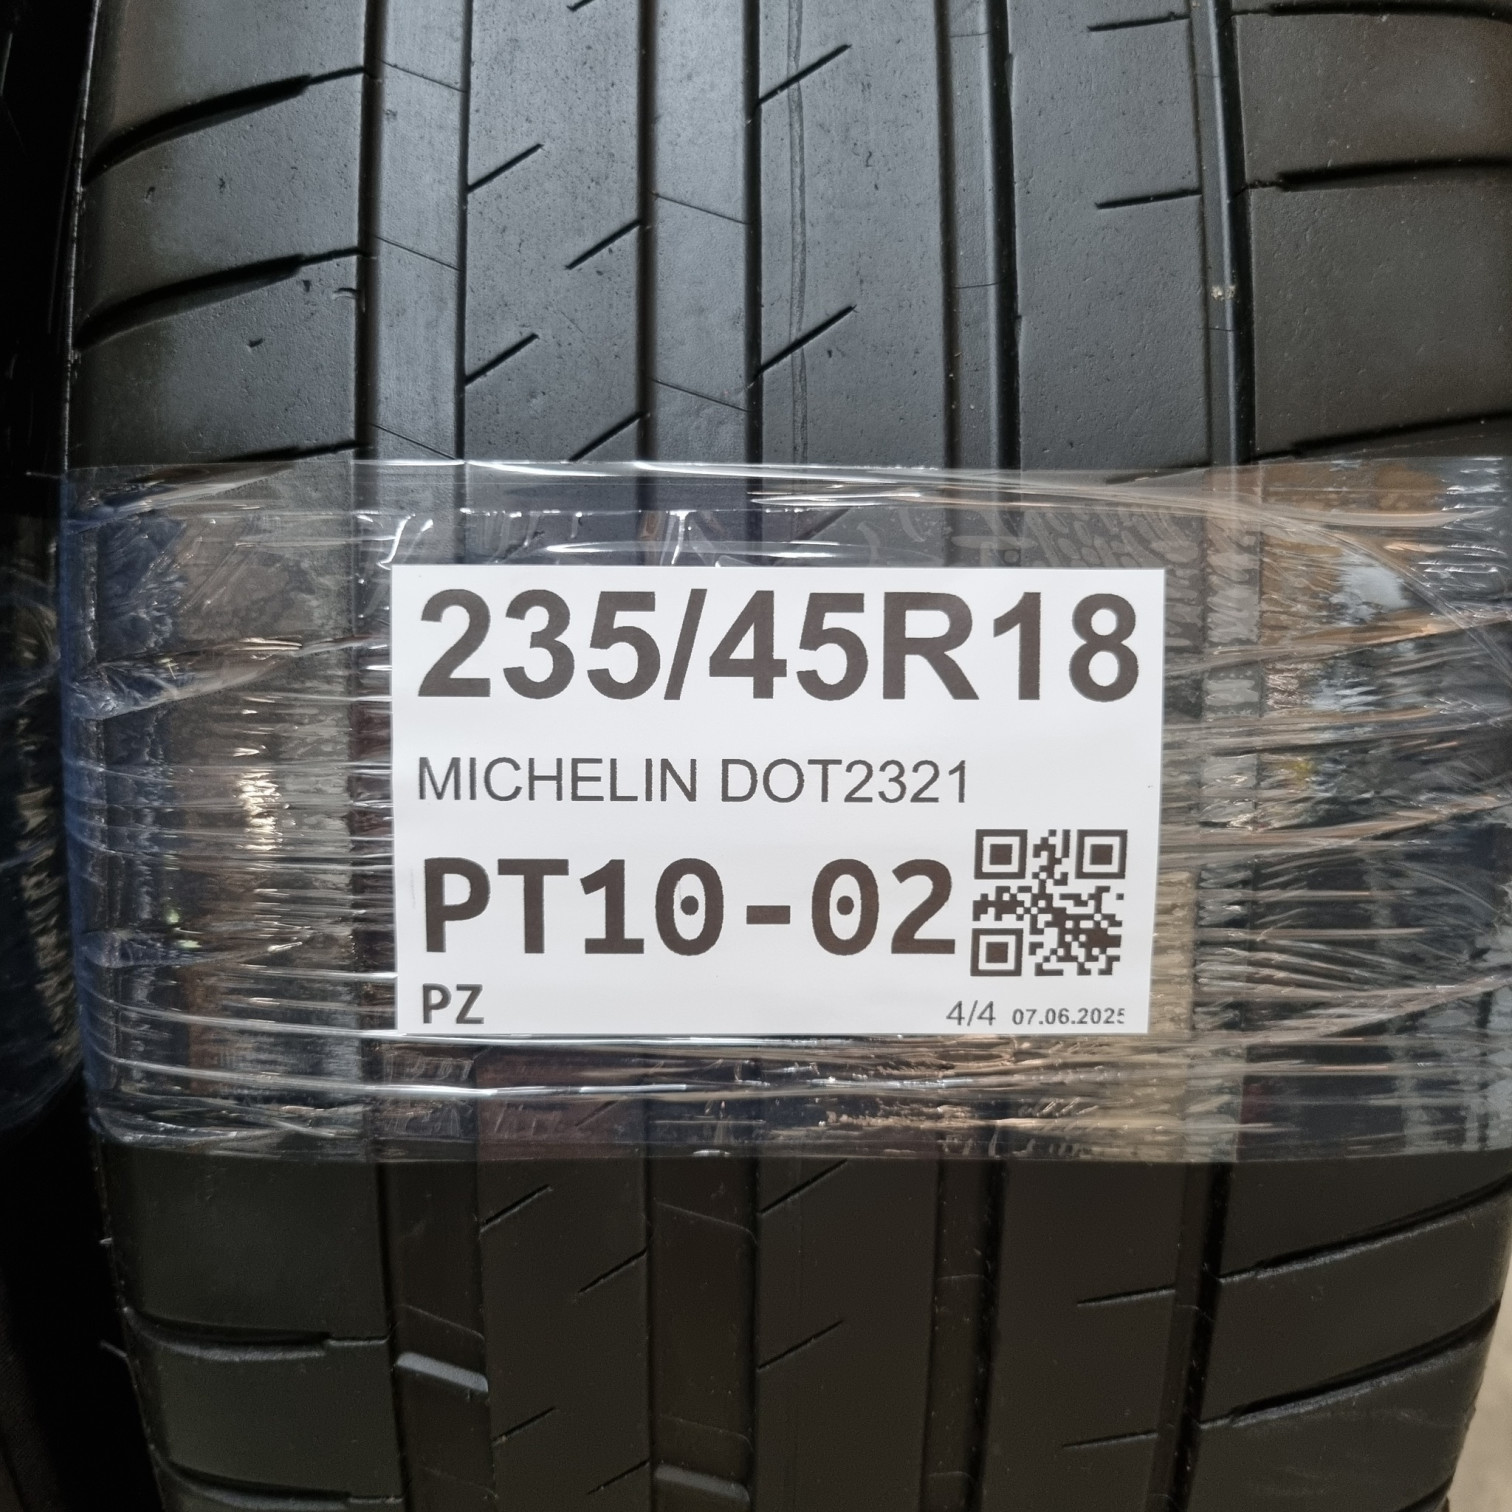 235/45R18
MICHELIN DOT2321
PT10-02
PZ
4/4 07.06.2025